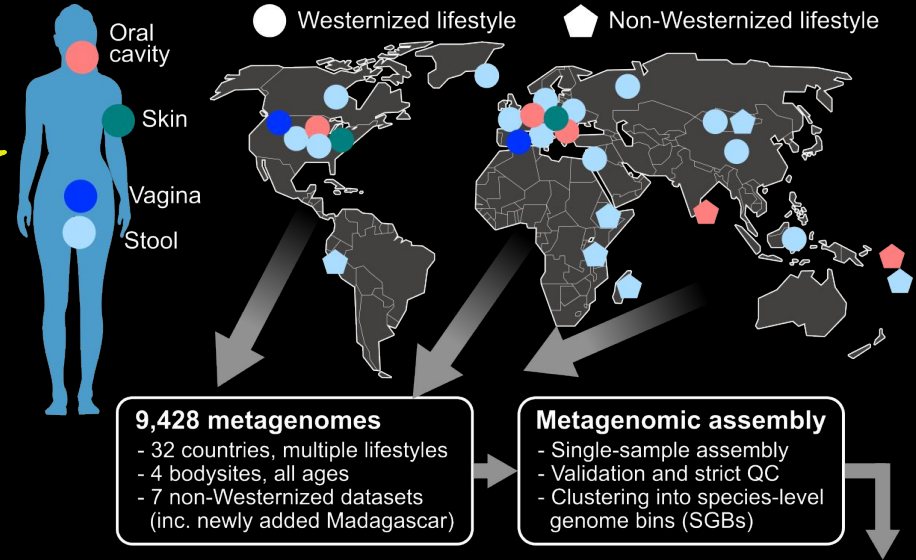 Westernized lifestyle
Non-Westernized lifestyle
Oral
cavity
Skin
Vagina
Stool
9,428 metagenomes
- 32 countries, multiple lifestyles
- 4 bodysites, all ages
- 7 non-Westernized datasets
(inc. newly added Madagascar)
Metagenomic assembly
- Single-sample assembly
- Validation and strict QC
- Clustering into species-level
genome bins (SGBs)